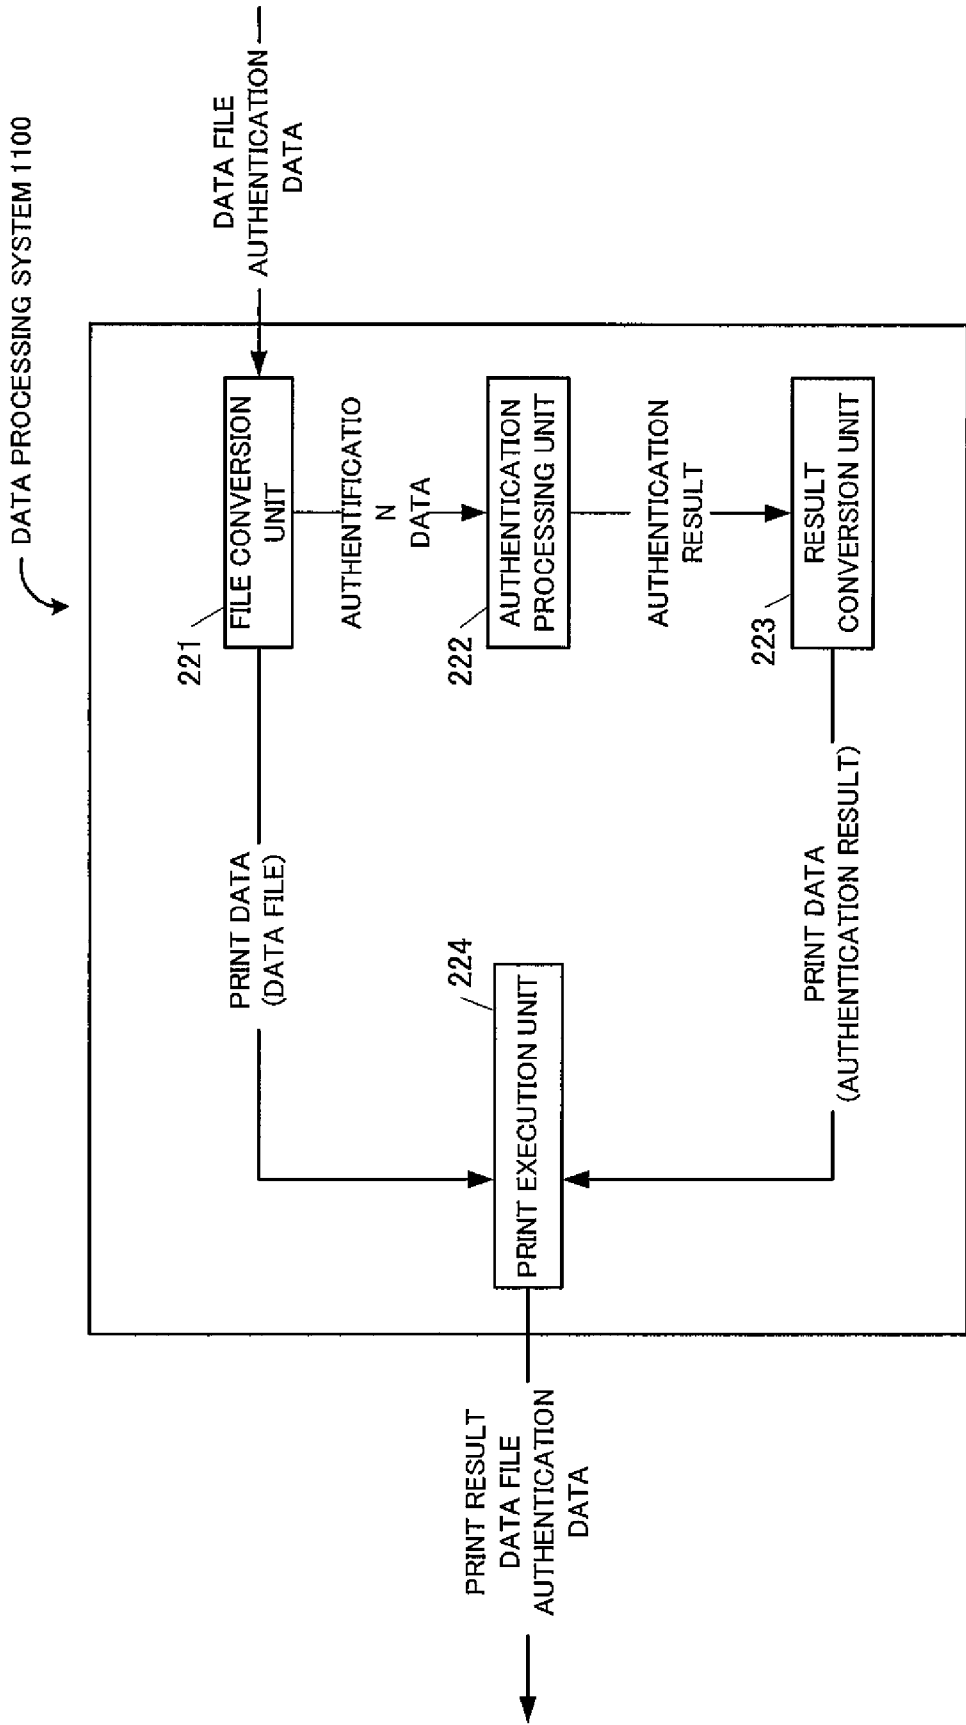 DATA PROCESSING SYSTEM 1100
DATA FILE
AUTHENTICATION
DATA
221
FILE CONVERSION
UNIT
AUTHENTIFICATIO
N
DATA
222
AUTHENTICATION
PROCESSING UNIT
AUTHENTICATION
RESULT
223
RESULT
CONVERSION UNIT
PRINT DATA
(DATA FILE)
224
PRINT EXECUTION UNIT
PRINT DATA
(AUTHENTICATION RESULT)
PRINT RESULT
DATA FILE
AUTHENTICATION
DATA